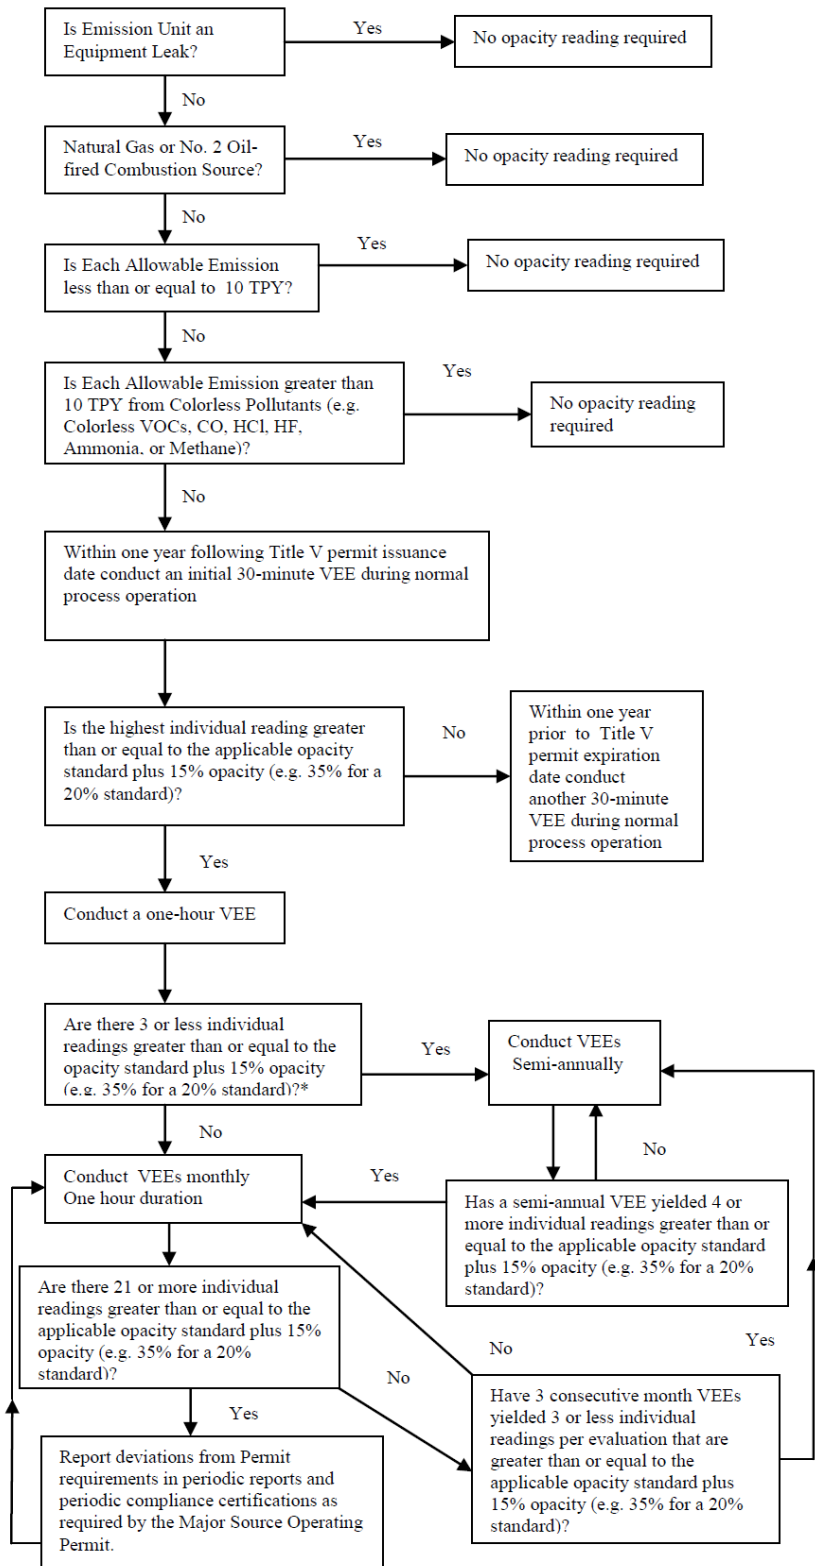 Is Emission Unit an
Equipment Leak?
Yes
No opacity reading required
No
Natural Gas or No. 2 Oil-
fired Combustion Source?
Yes
No opacity reading required
No
Is Each Allowable Emission
less than or equal to 10 TPY?
Yes
No opacity reading required
No
Is Each Allowable Emission greater than
10 TPY from Colorless Pollutants (e.g.
Colorless VOCs, CO, HCl, HF,
Ammonia, or Methane)?
Yes
No opacity reading
required
No
Within one year following Title V permit issuance
date conduct an initial 30-minute VEE during normal
process operation
Is the highest individual reading greater
than or equal to the applicable opacity
standard plus 15% opacity (e.g. 35% for a
20% standard)?
No
Within one year
prior to Title V
permit expiration
date conduct
another 30-minute
VEE during normal
process operation
Yes
Conduct a one-hour VEE
Are there 3 or less individual
readings greater than or equal to the
opacity standard plus 15% opacity
(e.g. 35% for a 20% standard)?*
Yes
Conduct VEEs
Semi-annually
No
No
Conduct VEEs monthly
One hour duration
Yes
Has a semi-annual VEE yielded 4 or
more individual readings greater than or
equal to the applicable opacity standard
plus 15% opacity (e.g. 35% for a 20%
standard)?
Are there 21 or more individual
readings greater than or equal to the
applicable opacity standard plus 15%
opacity (e.g. 35% for a 20%
standard)?
No
Yes
No
Have 3 consecutive month VEEs
yielded 3 or less individual
readings per evaluation that are
greater than or equal to the
applicable opacity standard plus
15% opacity (e.g. 35% for a 20%
standard)?
Yes
Report deviations from Permit
requirements in periodic reports and
periodic compliance certifications as
required by the Major Source Operating
Permit.